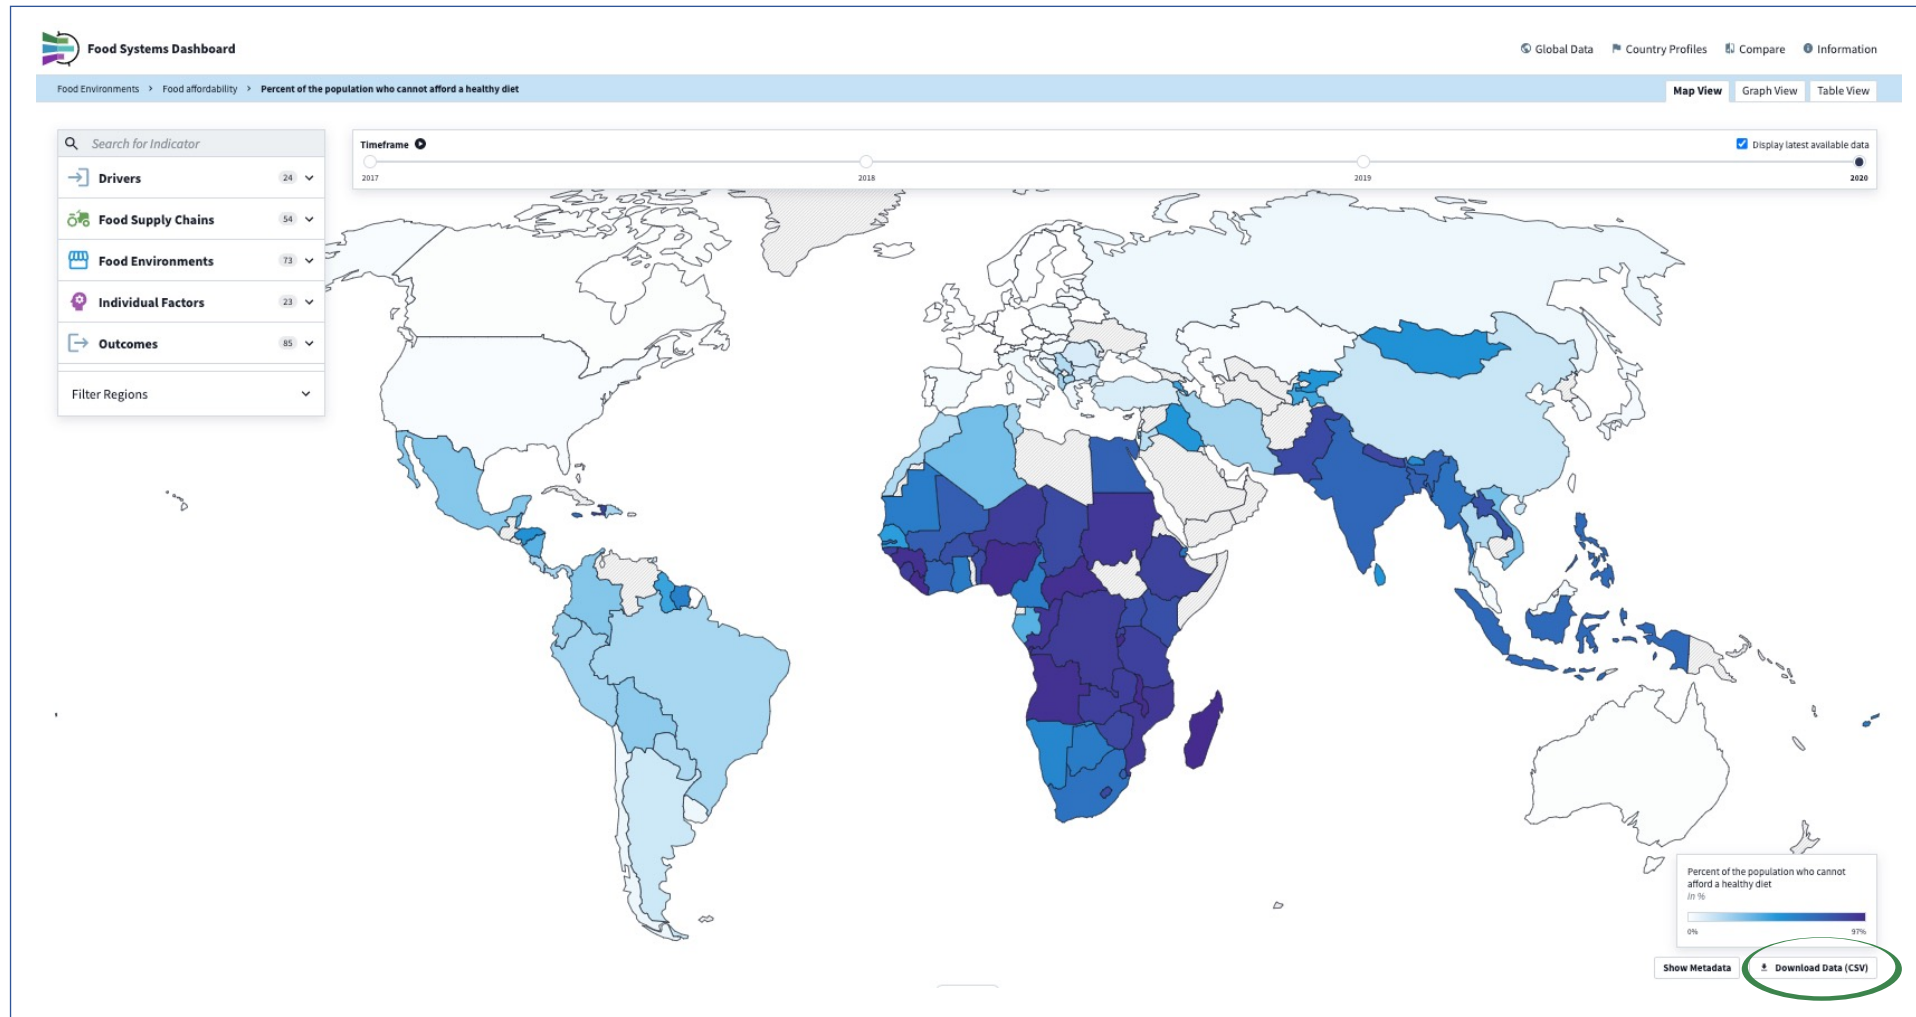 Food Systems Dashboard
Global Data Country Profiles Compare Information
Food Environments > Food affordability > Percent of the population who cannot afford a healthy diet
Map View Graph View Table View
Search for Indicator
Drivers 24
Food Supply Chains 54
Food Environments 73
Individual Factors 23
Outcomes 85
Filter Regions
Timeframe
Display latest available data
2017 2018 2019 2020
Percent of the population who cannot
afford a healthy diet
in %
0% 97%
Show Metadata
Download Data (CSV)